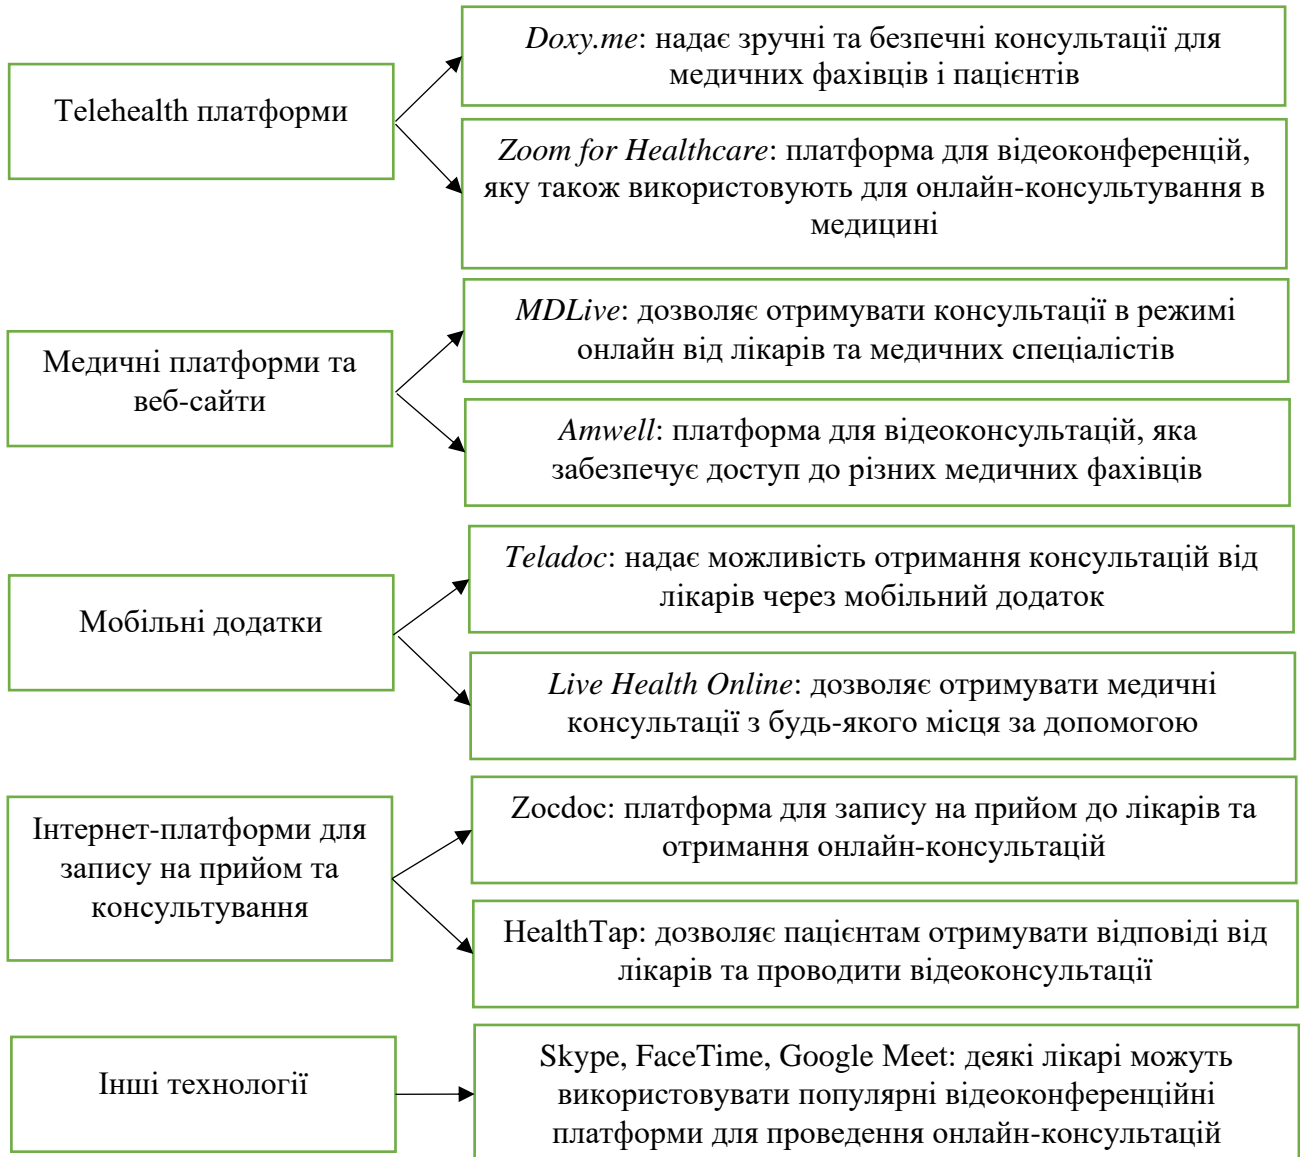 Telehealth платформи
Doxy.me: надає зручні та безпечні консультації для
медичних фахівців і пацієнтів
Zoom for Healthcare: платформа для відеоконференцій,
яку також використовують для онлайн-консультування в
медицині
Медичні платформи та
веб-сайти
MDLive: дозволяє отримувати консультації в режимі
онлайн від лікарів та медичних спеціалістів
Amwell: платформа для відеоконсультацій, яка
забезпечує доступ до різних медичних фахівців
Мобільні додатки
Teladoc: надає можливість отримання консультацій від
лікарів через мобільний додаток
Live Health Online: дозволяє отримувати медичні
консультації з будь-якого місця за допомогою
Інтернет-платформи для
запису на прийом та
консультування
Zocdoc: платформа для запису на прийом до лікарів та
отримання онлайн-консультацій
HealthTap: дозволяє пацієнтам отримувати відповіді від
лікарів та проводити відеоконсультації
Інші технології
Skype, FaceTime, Google Meet: деякі лікарі можуть
використовувати популярні відеоконференційні
платформи для проведення онлайн-консультацій